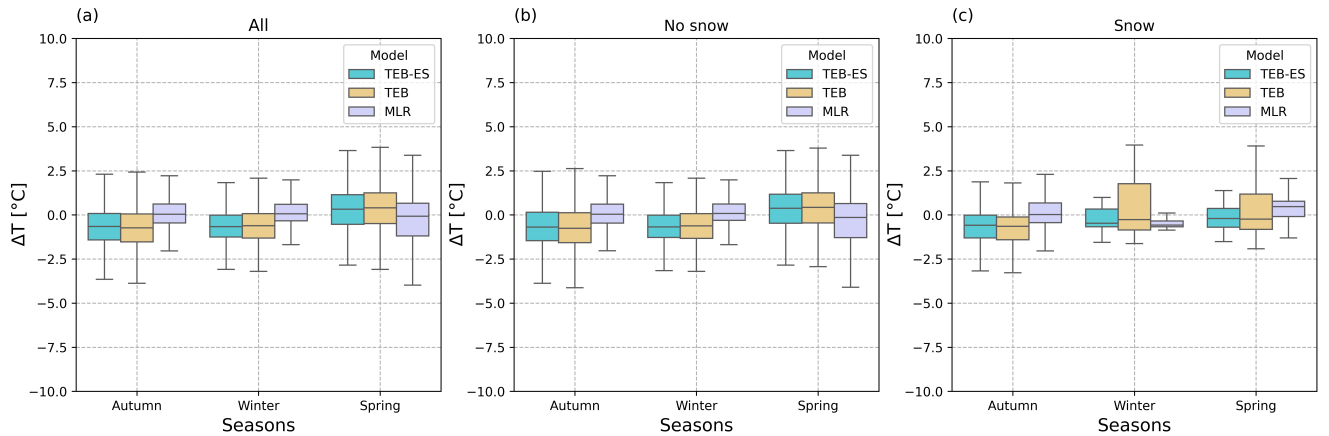 (a)
All
10.0
7.5
5.0
2.5
0.0
−2.5
−5.0
−7.5
−10.0
ΔT [°C]
Model
TEB-ES
TEB
MLR
Autumn Winter Spring
Seasons
(b)
No snow
10.0
7.5
5.0
2.5
0.0
−2.5
−5.0
−7.5
−10.0
ΔT [°C]
Model
TEB-ES
TEB
MLR
Autumn Winter Spring
Seasons
(c)
Snow
10.0
7.5
5.0
2.5
0.0
−2.5
−5.0
−7.5
−10.0
ΔT [°C]
Model
TEB-ES
TEB
MLR
Autumn Winter Spring
Seasons